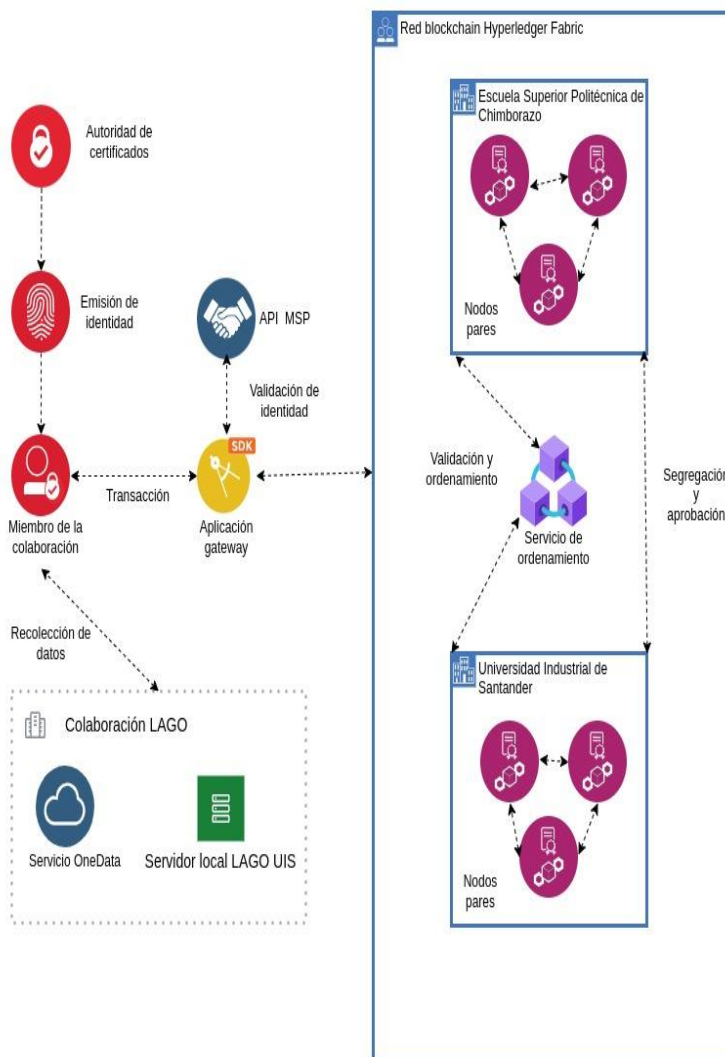 Red blockchain Hyperledger Fabric
Escuela Superior Politécnica de
Chimborazo
Autoridad de
certificados
Emisión de
identidad
API MSP
Nodos
pares
Validación de
identidad
SDK
Validación y
ordenamiento
Segregación
y
aprobación
Transacción
Miembro de la
colaboración
Aplicación
gateway
Servicio de
ordenamiento
Recolección de
datos
Universidad Industrial de
Santander
Colaboración LAGO
Servicio OneData
Servidor local LAGO UIS
Nodos
pares